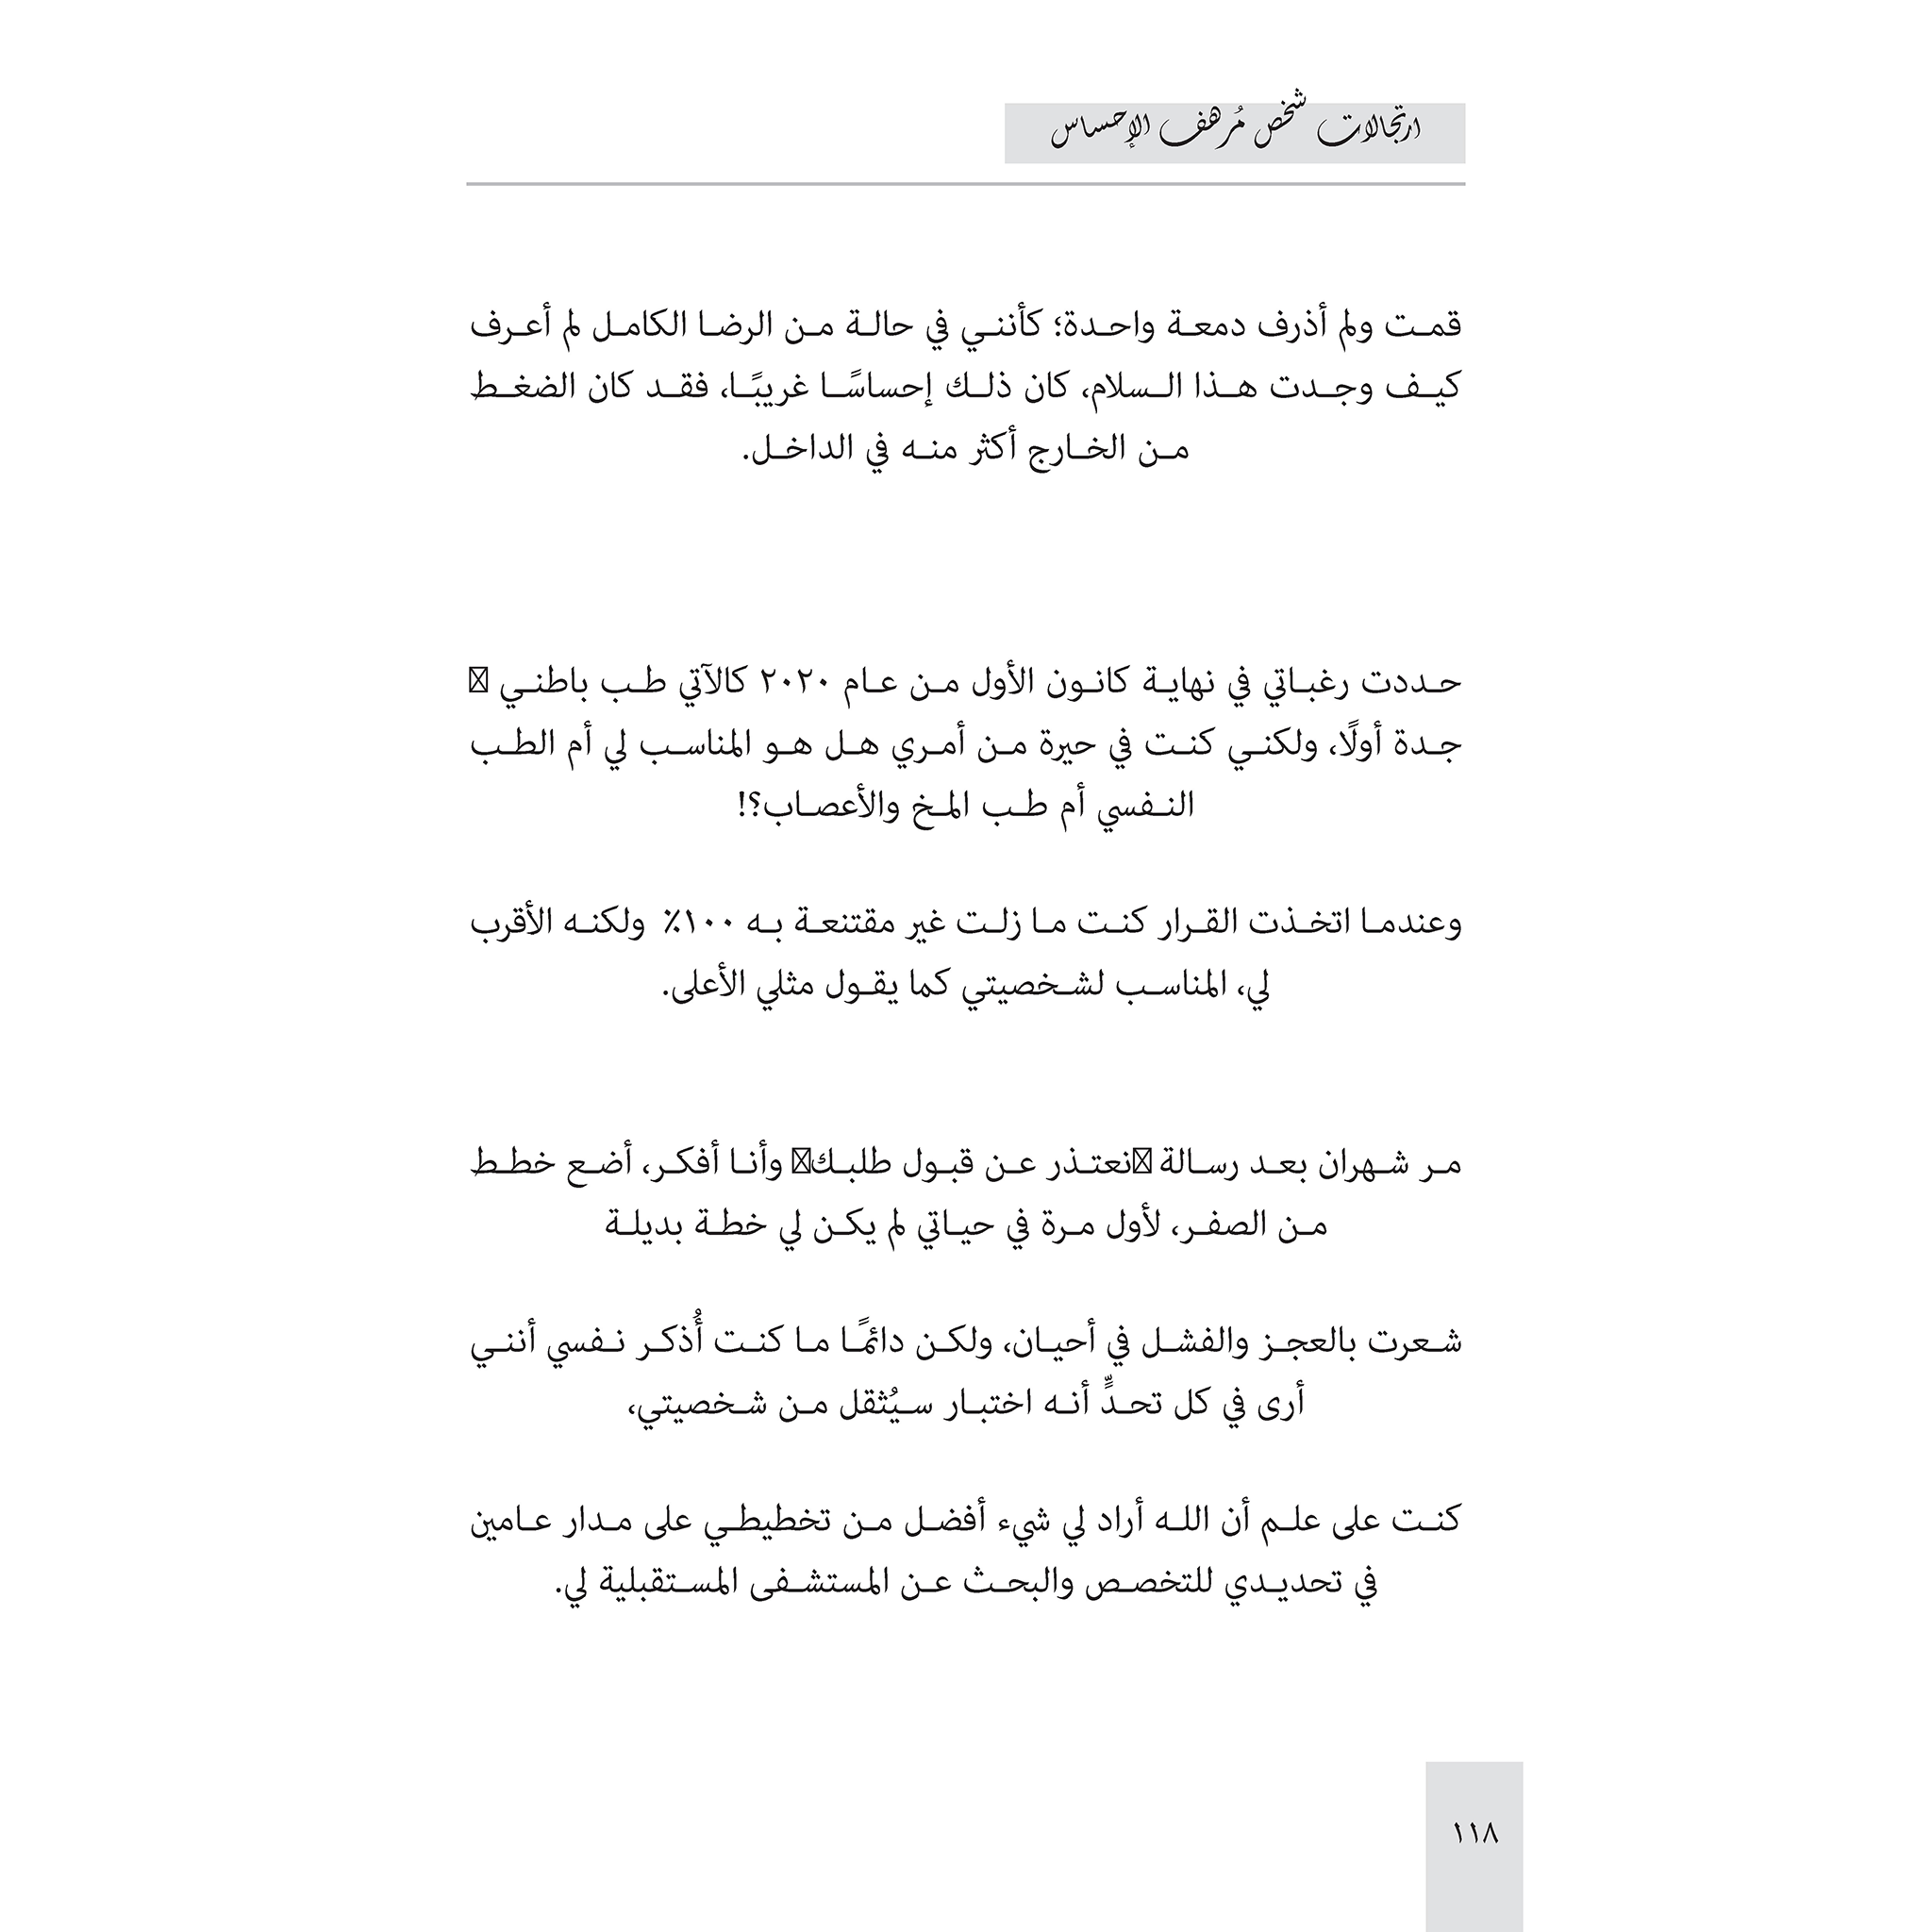 ارتجالات شخص مُرهف الإحساس
قمت ولم أذرف دمعة واحدة؛ كأنني في حالة من الرضا الكامل لم أعرف
كيف وجدت هذا السلام، كان ذلك إحساسًا غريبًا، فقد كان الضغط
من الخارج أكثر منه في الداخل.
حددت رغباتي في نهاية كانون الأول من عام ٢٠٢٠ كالآتي طب باطني
جدة أولًا، ولكني كنت في حيرة من أمري هل هو المناسب لي أم الطب
النفسي أم طب المخ والأعصاب؟!
وعندما اتخذت القرار كنت ما زلت غير مقتنعة به ١٠٠٪ ولكنه الأقرب
لي، المناسب لشخصيتي كما يقول مثلي الأعلى.
مر شهران بعد رسالة نعتذر عن قبول طلبك وأنا أفكر، أضع خطط
من الصفر، لأول مرة في حياتي لم يكن لي خطة بديلة
شعرت بالعجز والفشل في أحيان، ولكن دائمًا ما كنت أُذكر نفسي أنني
أرى في كل تحدٍّ أنه اختبار سيُثقل من شخصيتي،
كنت على علم أن الله أراد لي شيء أفضل من تخطيطي على مدار عامين
في تحديدي للتخصص والبحث عن المستشفى المستقبلية لي.
١١٨